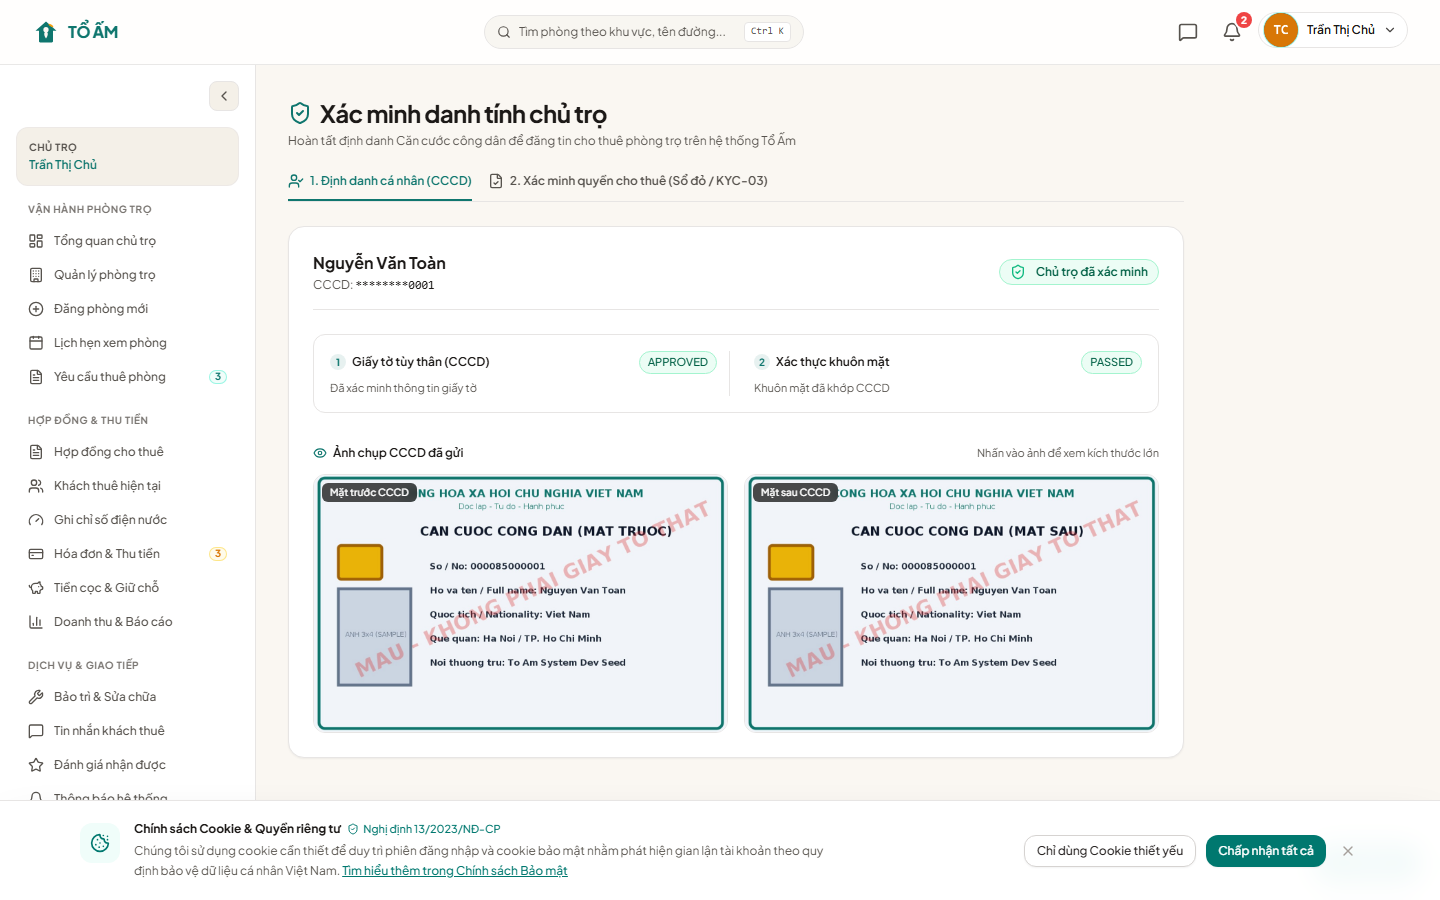 TỔ ẤM
Tìm phòng theo khu vực, tên đường...
Ctrl K
2
TC
Trần Thị Chủ
CHỦ TRỌ
Trần Thị Chủ
VẬN HÀNH PHÒNG TRỌ
Tổng quan chủ trọ
Quản lý phòng trọ
Đăng phòng mới
Lịch hẹn xem phòng
Yêu cầu thuê phòng
3
HỢP ĐỒNG & THU TIỀN
Hợp đồng cho thuê
Khách thuê hiện tại
Ghi chỉ số điện nước
Hóa đơn & Thu tiền
3
Tiền cọc & Giữ chỗ
Doanh thu & Báo cáo
DỊCH VỤ & GIAO TIẾP
Bảo trì & Sửa chữa
Tin nhắn khách thuê
Đánh giá nhận được
Thông báo hệ thống
Xác minh danh tính chủ trọ
Hoàn tất định danh Căn cước công dân để đăng tin cho thuê phòng trọ trên hệ thống Tổ Ấm
1. Định danh cá nhân (CCCD)
2. Xác minh quyền cho thuê (Sổ đỏ / KYC-03)
Nguyễn Văn Toàn
CCCD: ********0001
Chủ trọ đã xác minh
1 Giấy tờ tùy thân (CCCD)
APPROVED
Đã xác minh thông tin giấy tờ
2 Xác thực khuôn mặt
PASSED
Khuôn mặt đã khớp CCCD
Ảnh chụp CCCD đã gửi
Nhấn vào ảnh để xem kích thước lớn
Mặt trước CCCD
NG HOA XA HOI CHU NGHIA VIET NAM
Doc lap - Tu do - Hanh phuc
CAN CUOC CONG DAN (MAT TRUOC)
So / No: 000085000001
Ho va ten / Full name: Nguyen Van Toan
Quoc tich / Nationality: Viet Nam
Que quan: Ha Noi / TP. Ho Chi Minh
Noi thuong tru: To Am System Dev Seed
ANH 3x4 (SAMPLE)
MAU - KHONG PHAI GIAY TO THAT
Mặt sau CCCD
ONG HOA XA HOI CHU NGHIA VIET NAM
Doc lap - Tu do - Hanh phuc
CAN CUOC CONG DAN (MAT SAU)
So / No: 000085000001
Ho va ten / Full name: Nguyen Van Toan
Quoc tich / Nationality: Viet Nam
Que quan: Ha Noi / TP. Ho Chi Minh
Noi thuong tru: To Am System Dev Seed
ANH 3x4 (SAMPLE)
MAU - KHONG PHAI GIAY TO THAT
Chính sách Cookie & Quyền riêng tư
Nghị định 13/2023/NĐ-CP
Chúng tôi sử dụng cookie cần thiết để duy trì phiên đăng nhập và cookie bảo mật nhằm phát hiện gian lận tài khoản theo quy
định bảo vệ dữ liệu cá nhân Việt Nam. Tìm hiểu thêm trong Chính sách Bảo mật
Chỉ dùng Cookie thiết yếu
Chấp nhận tất cả